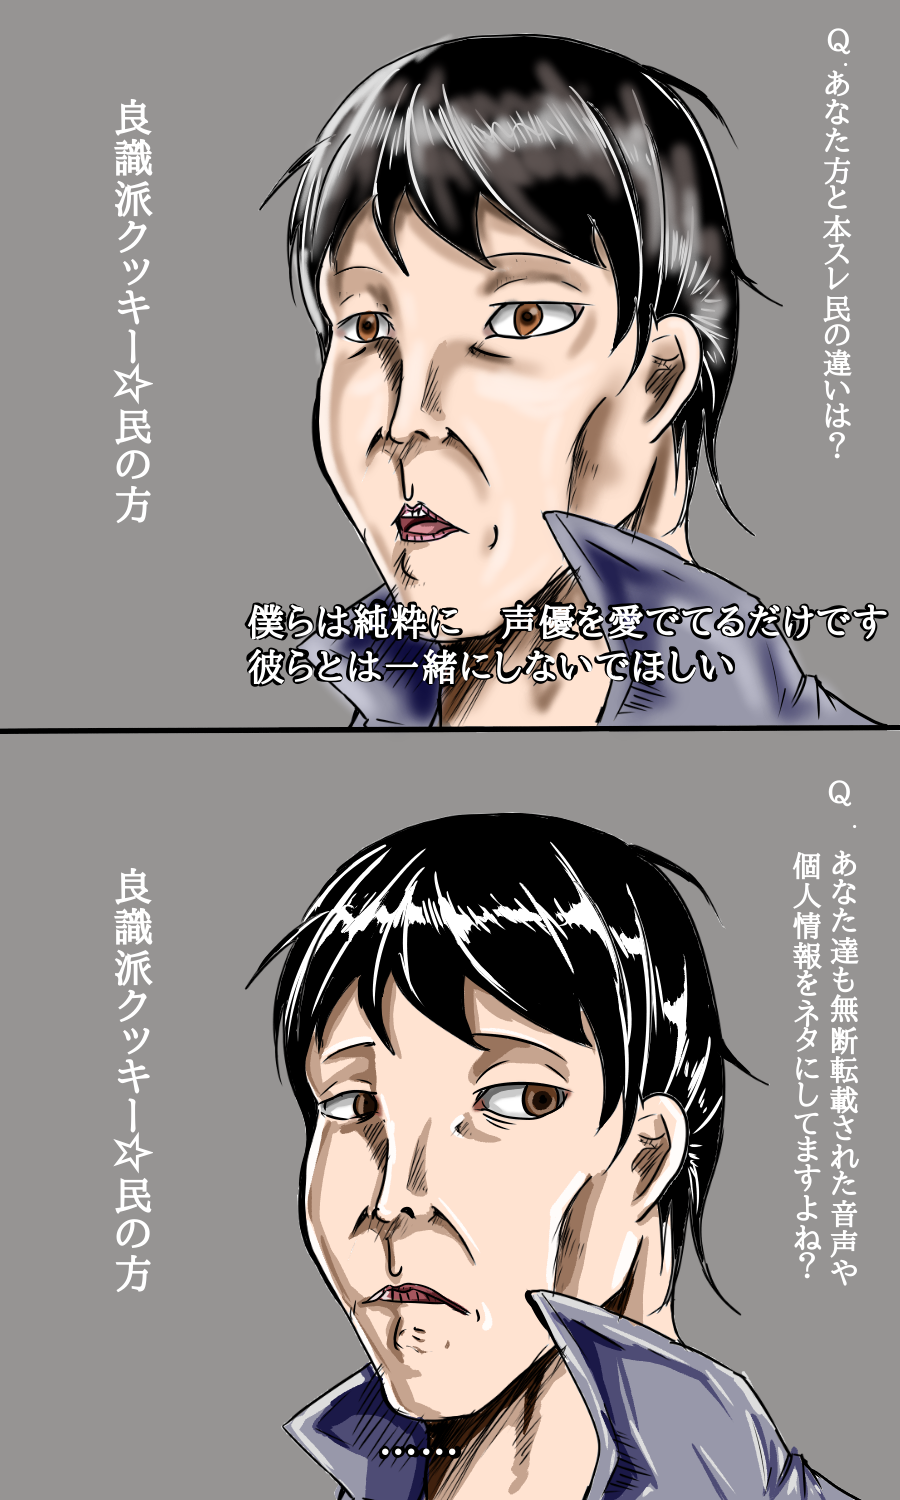 Q.あなた方と本スレ民の違いは？
良識派クッキー☆民の方
僕らは純粋に　声優を愛でてるだけです
彼らとは一緒にしないでほしい
Q.あなた達も無断転載された音声や
個人情報をネタにしてますよね？
良識派クッキー☆民の方
……